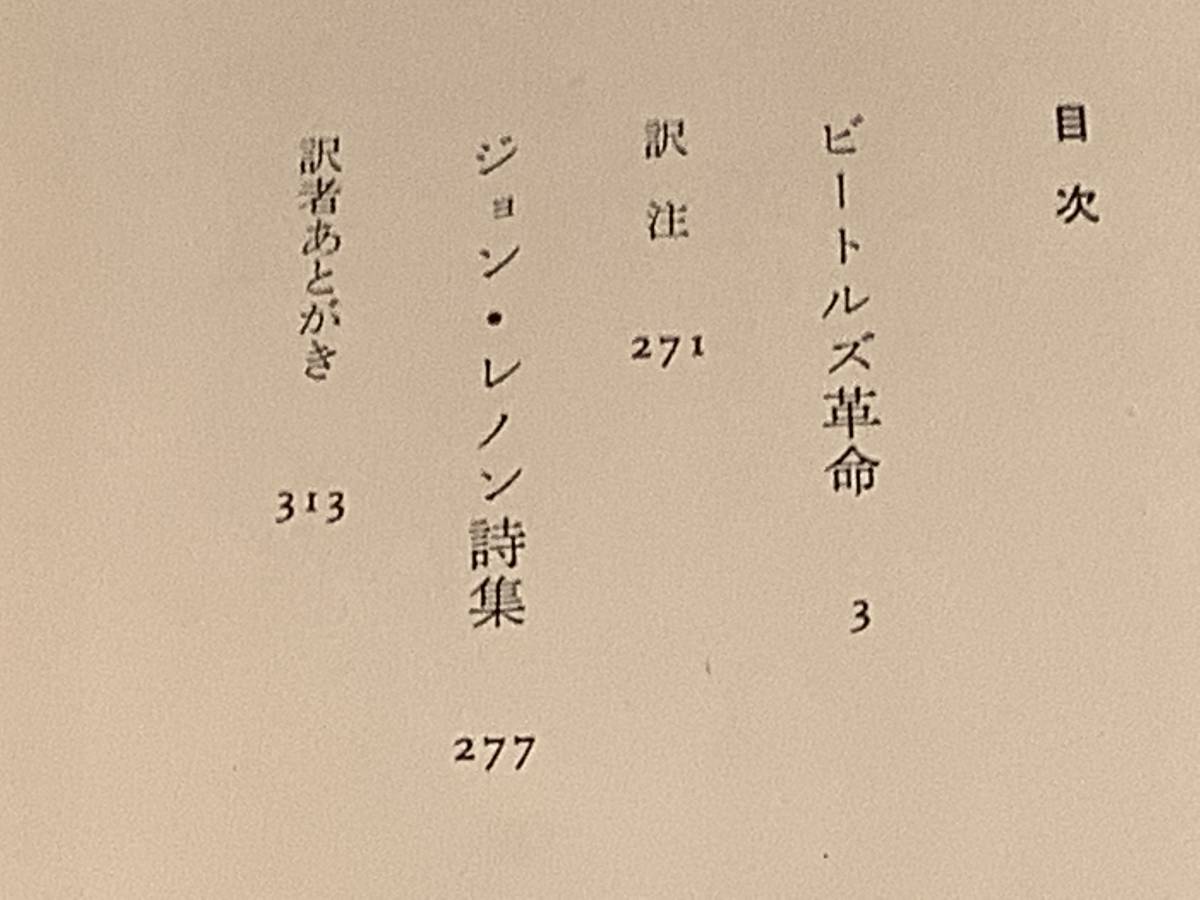 目次
ビートルズ革命 3
訳注 271
ジョン・レノン詩集 277
訳者あとがき 313